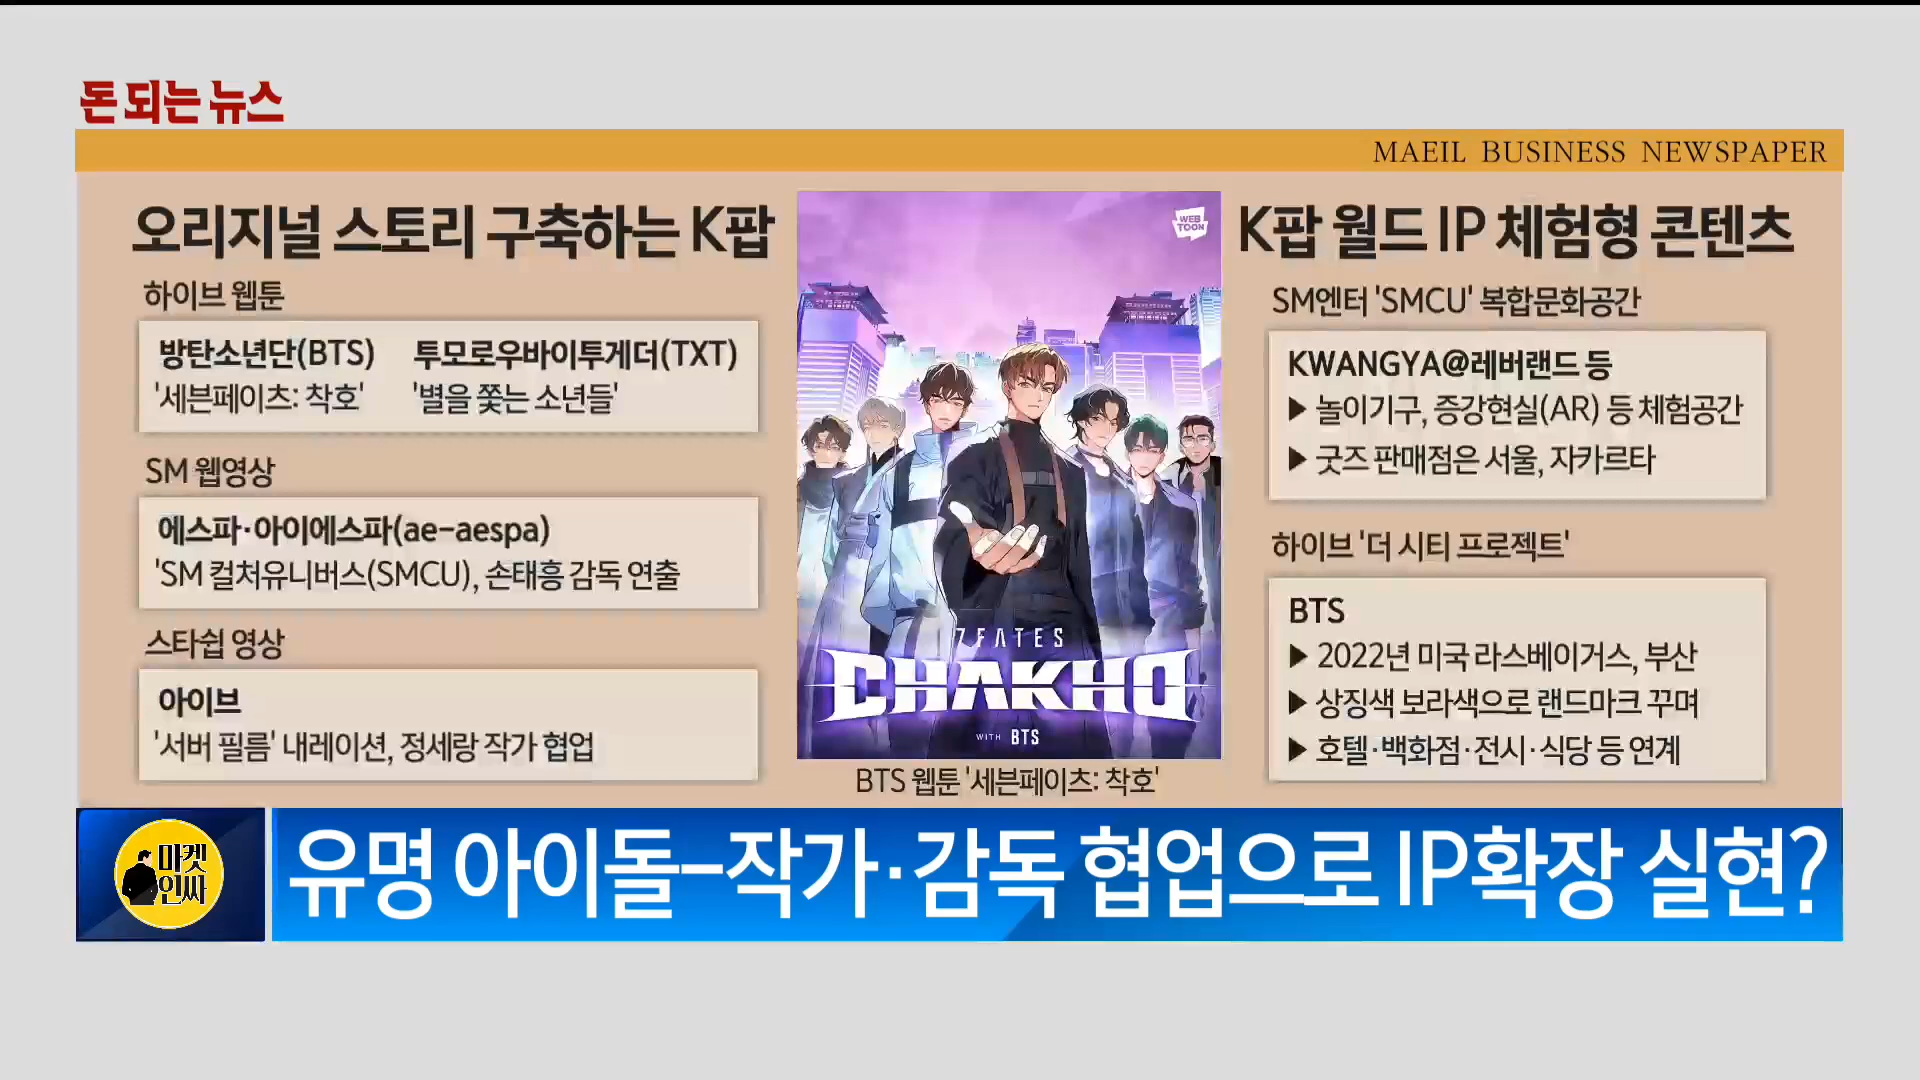 돈 되는 뉴스
MAEIL BUSINESS NEWSPAPER
오리지널 스토리 구축하는 K팝
하이브 웹툰
방탄소년단(BTS) 투모로우바이투게더(TXT)
'세븐페이츠: 착호' '별을 쫓는 소년들'
SM 웹영상
에스파·아이에스파(ae-aespa)
'SM 컬처유니버스(SMCU), 손태흥 감독 연출
스타쉽 영상
아이브
'서버 필름' 내레이션, 정세랑 작가 협업
WEB
TOON
7FATES
CHAKHO
WITH BTS
BTS 웹툰 '세븐페이츠: 착호'
K팝 월드 IP 체험형 콘텐츠
SM엔터 'SMCU' 복합문화공간
KWANGYA@레버랜드 등
▶ 놀이기구, 증강현실(AR) 등 체험공간
▶ 굿즈 판매점은 서울, 자카르타
하이브 '더 시티 프로젝트'
BTS
▶ 2022년 미국 라스베이거스, 부산
▶ 상징색 보라색으로 랜드마크 꾸며
▶ 호텔·백화점·전시·식당 등 연계
마켓
인싸
유명 아이돌-작가·감독 협업으로 IP확장 실현?